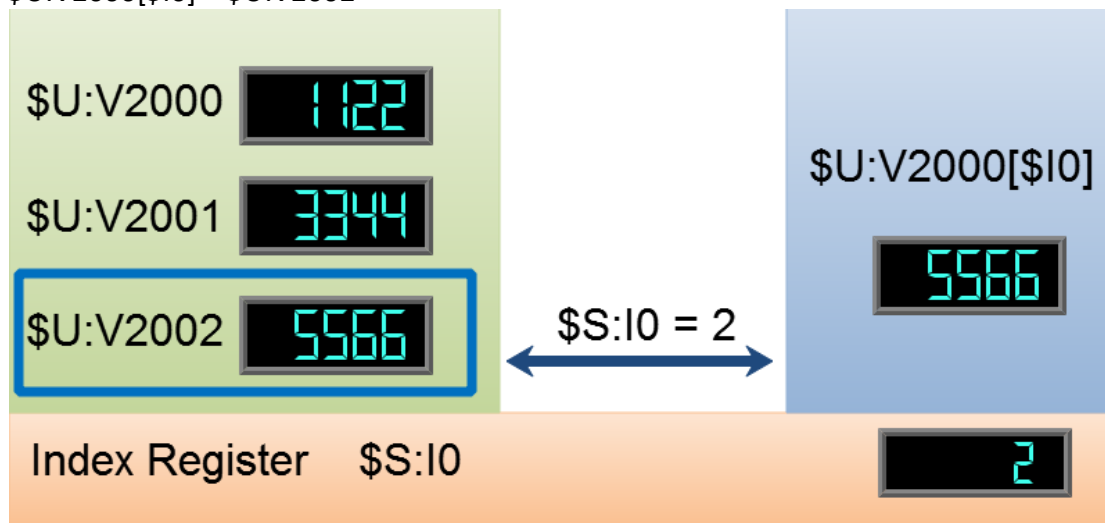 $U:V2000 1122
$U:V2001 3344
$U:V2002 5566
$S:I0 = 2
$U:V2000[$I0]
5566
Index Register $S:I0 2